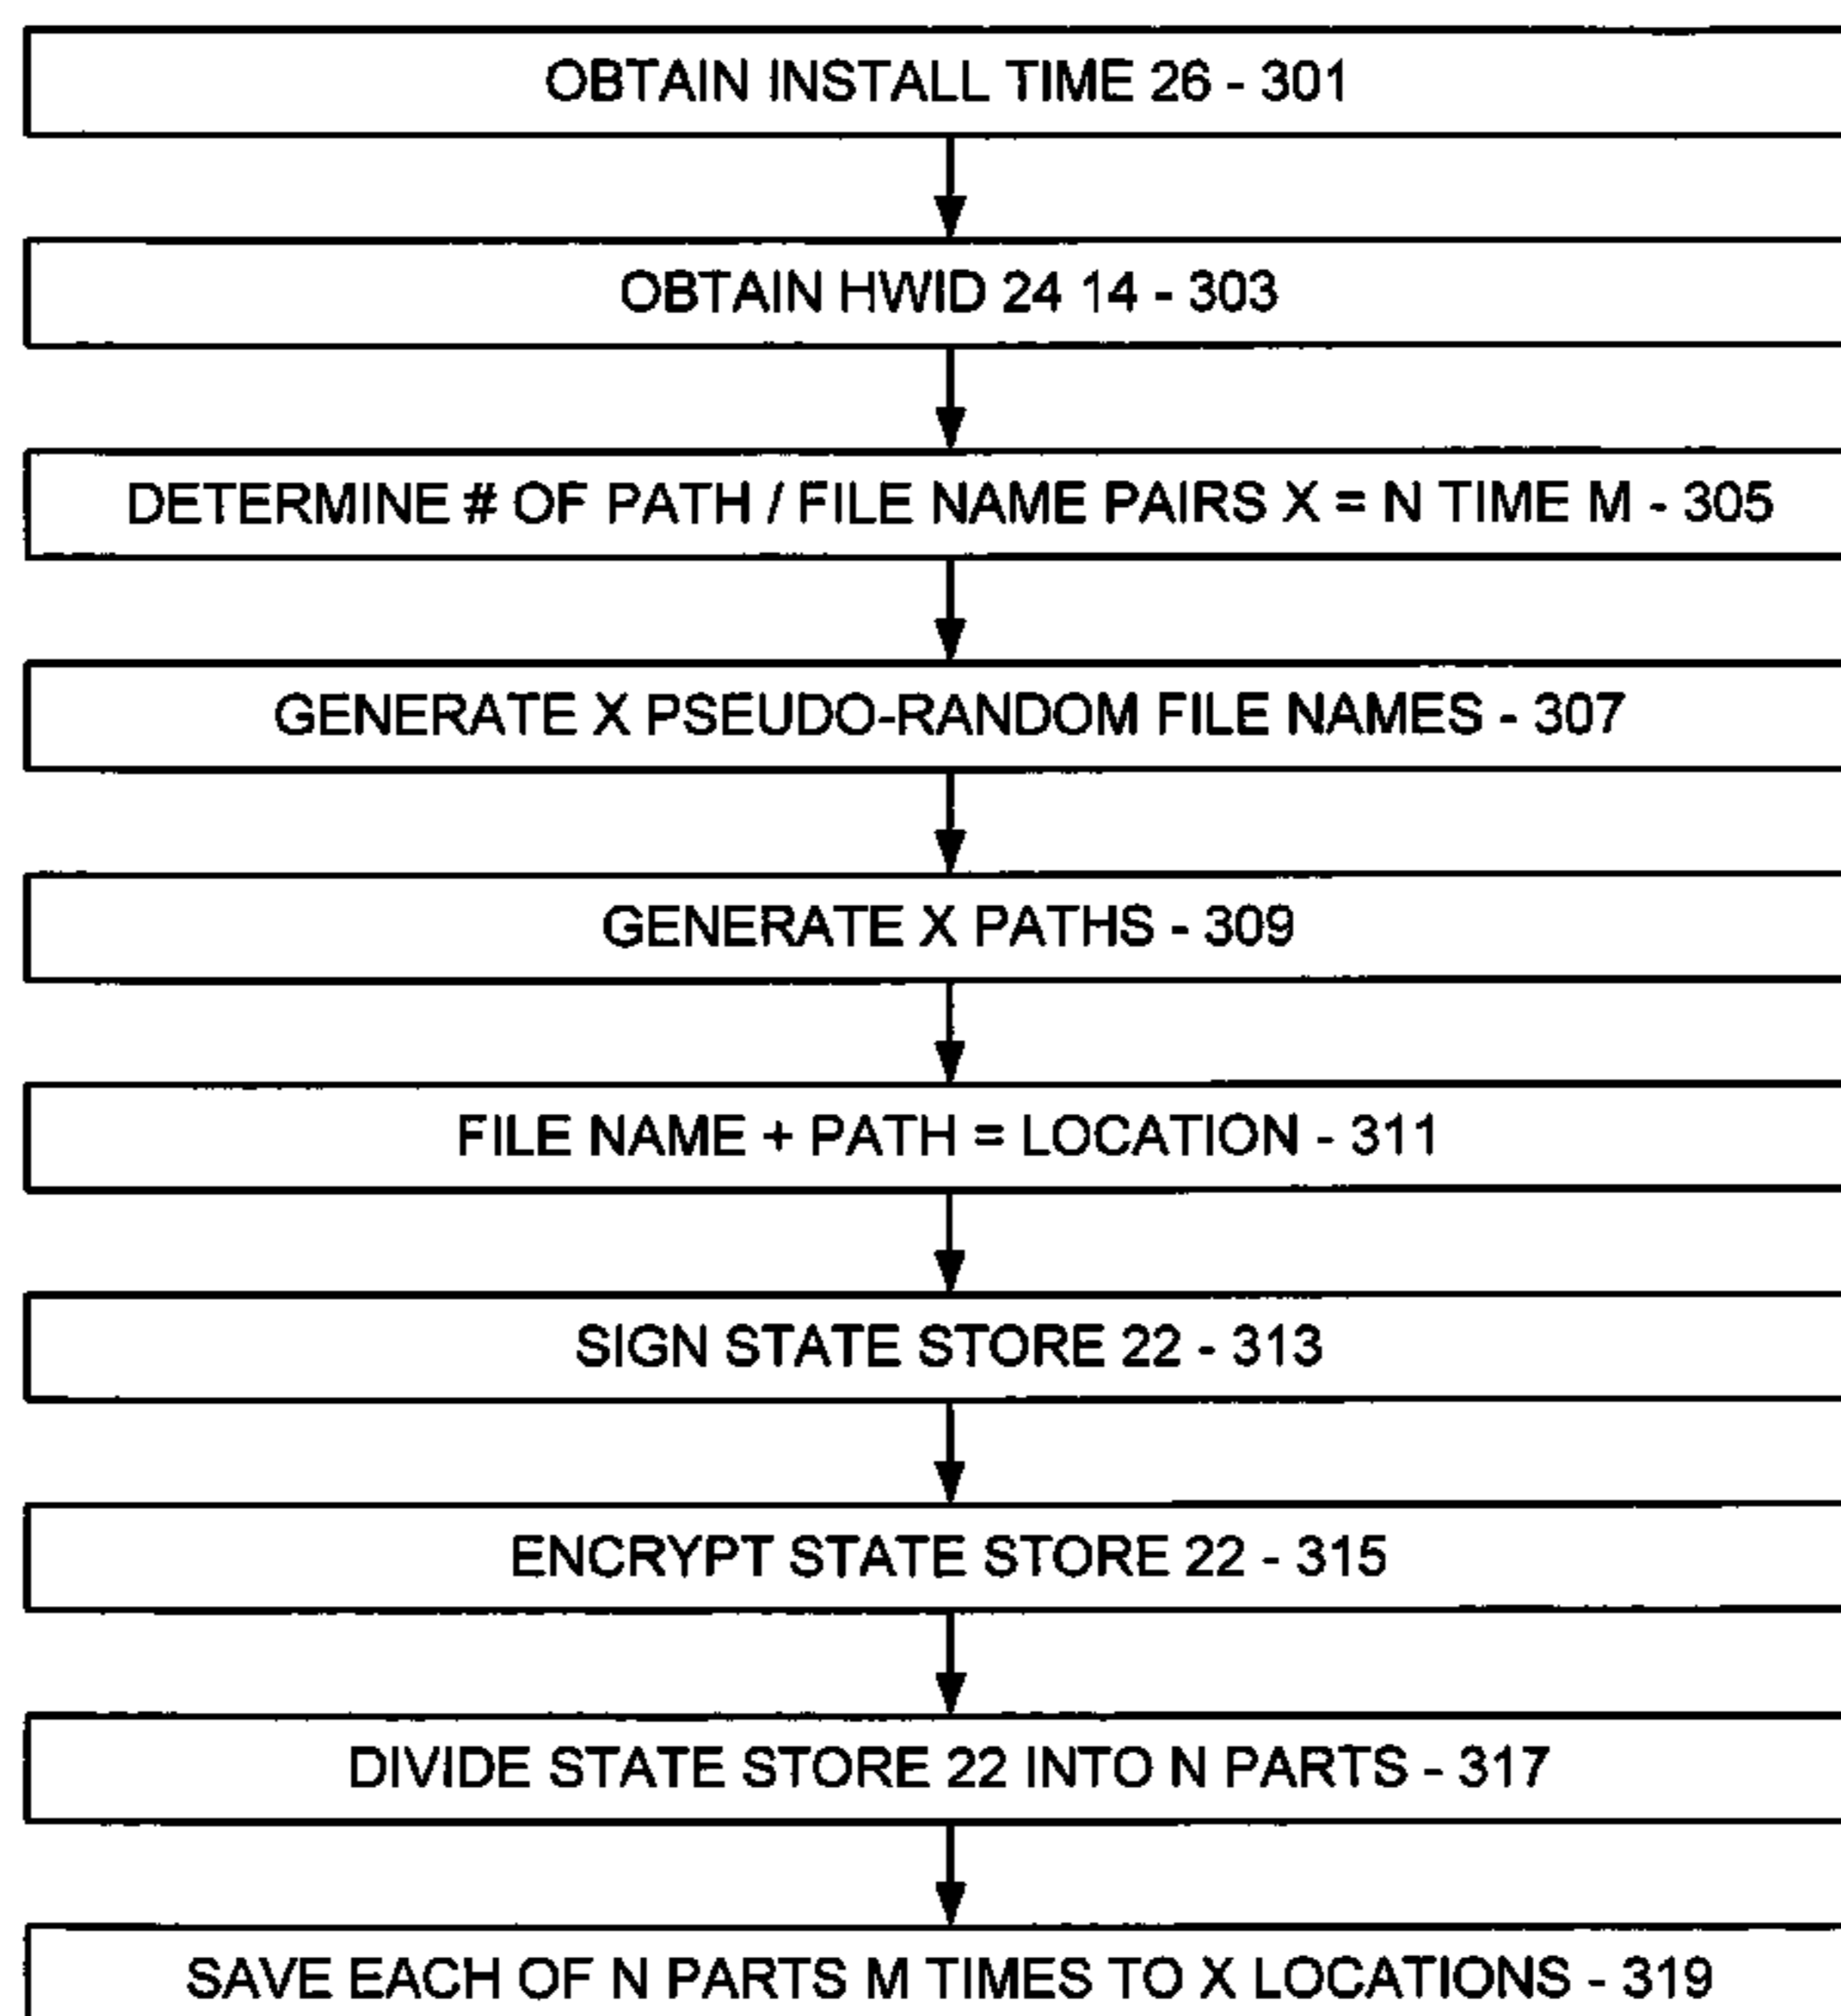 OBTAIN INSTALL TIME 26 - 301
OBTAIN HWID 24 14 - 303
DETERMINE # OF PATH / FILE NAME PAIRS X = N TIME M - 305
GENERATE X PSEUDO-RANDOM FILE NAMES - 307
GENERATE X PATHS - 309
FILE NAME + PATH = LOCATION - 311
SIGN STATE STORE 22 - 313
ENCRYPT STATE STORE 22 - 315
DIVIDE STATE STORE 22 INTO N PARTS - 317
SAVE EACH OF N PARTS M TIMES TO X LOCATIONS - 319